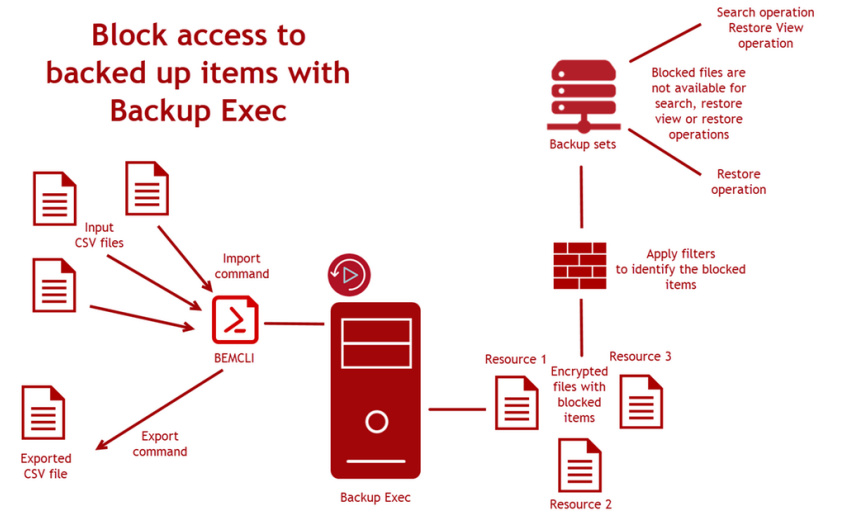 Block access to
backed up items with
Backup Exec
Input
CSV files
Import
command
BEMCLI
Export
command
Exported
CSV file
Backup Exec
Resource 1
Encrypted
files with
blocked
items
Resource 3
Resource 2
Apply filters
to identify the blocked
items
Backup sets
Search operation
Restore View
operation
Blocked files are
not available for
search, restore
view or restore
operations
Restore
operation